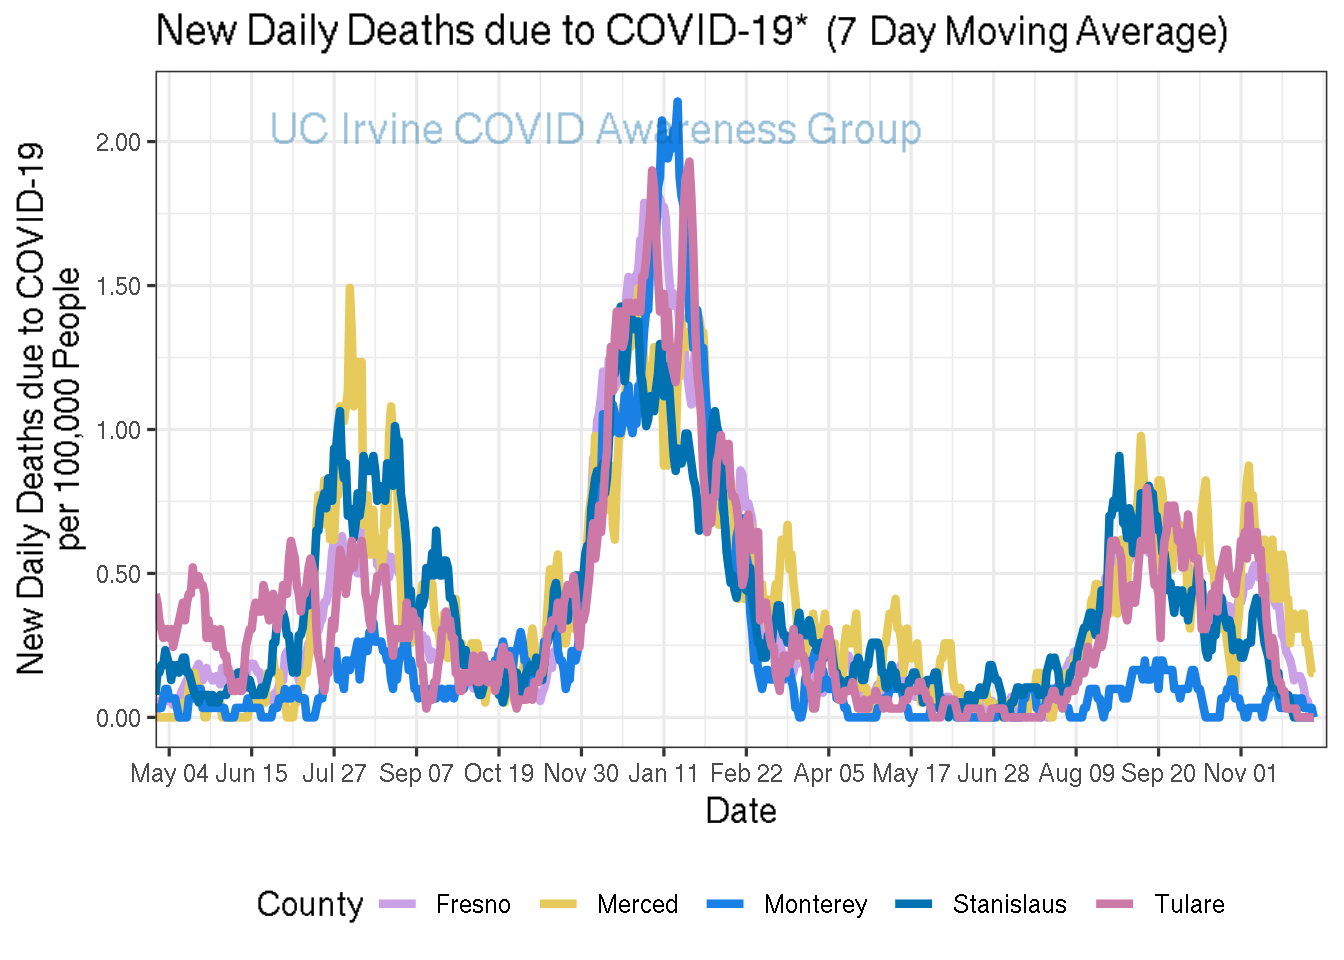 New Daily Deaths due to COVID-19* (7 Day Moving Average)
UC Irvine COVID Awareness Group
New Daily Deaths due to COVID-19
per 100,000 People
2.00
1.50
1.00
0.50
0.00
May 04 Jun 15 Jul 27 Sep 07 Oct 19 Nov 30 Jan 11 Feb 22 Apr 05 May 17 Jun 28 Aug 09 Sep 20 Nov 01
Date
County Fresno Merced Monterey Stanislaus Tulare